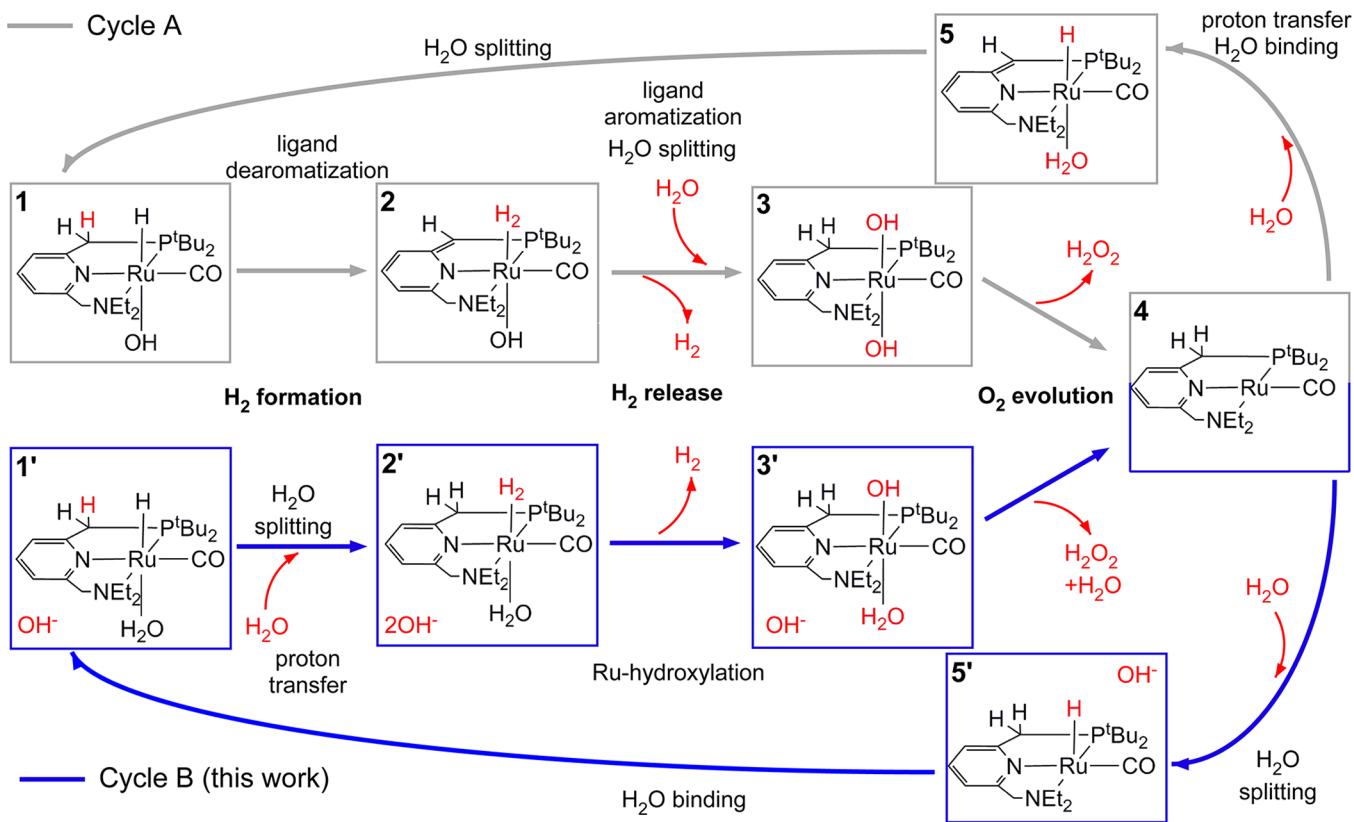 Cycle A
H₂O splitting
proton transfer
H₂O binding
5
H
H
PᵗBu₂
N
Ru
CO
NEt₂
H₂O
ligand
dearomatization
ligand
aromatization
H₂O splitting
H₂O
H₂O
1
H H
H
PᵗBu₂
N
Ru
CO
NEt₂
OH
2
H
H₂
PᵗBu₂
N
Ru
CO
NEt₂
OH
H₂
3
H H
OH
PᵗBu₂
N
Ru
CO
NEt₂
OH
H₂O₂
4
H H
PᵗBu₂
N
Ru
CO
NEt₂
H₂ formation
H₂ release
O₂ evolution
1'
H H
H
PᵗBu₂
N
Ru
CO
NEt₂
OH⁻
H₂O
H₂O
splitting
H₂O
proton
transfer
2'
H H
H₂
PᵗBu₂
N
Ru
CO
NEt₂
2OH⁻
H₂O
H₂
Ru-hydroxylation
3'
H H
OH
PᵗBu₂
N
Ru
CO
NEt₂
OH⁻
H₂O
H₂O₂
+H₂O
H₂O
H₂O
splitting
5'
OH⁻
H H
H
PᵗBu₂
N
Ru
CO
NEt₂
Cycle B (this work)
H₂O binding